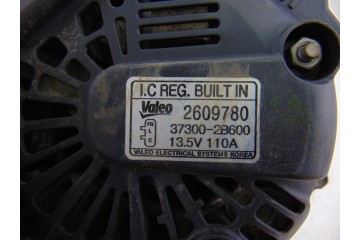 I.C REG. BUILT IN
Valeo 2609780
37300-2B600
13.5V 110A
VALEO ELECTRICAL SYSTEMS KOREA